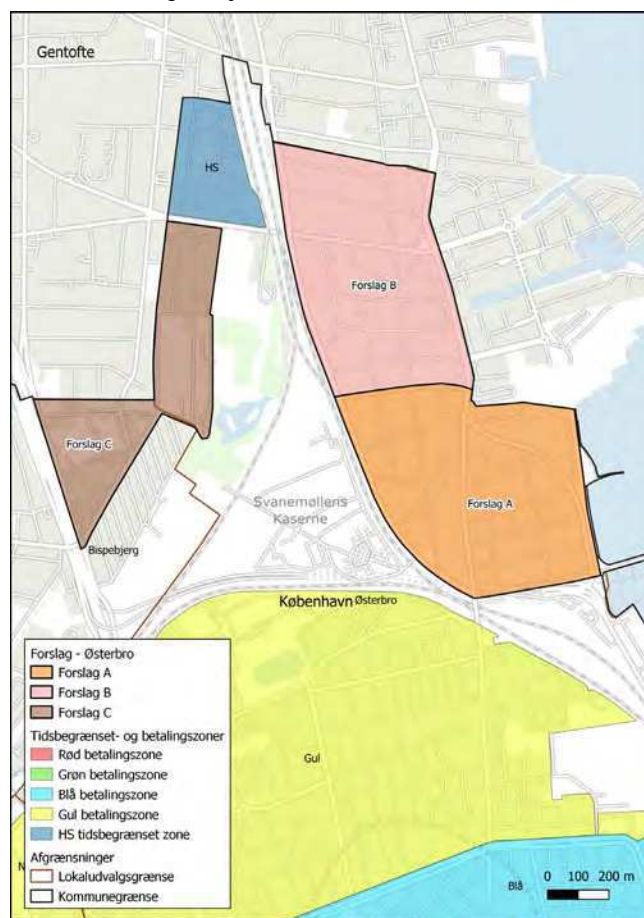 Gentofte
HS
Forslag B
Forslag C
Forslag A
Svanemøllens
Kaserne
Bispebjerg
København Østerbro
Gul
Blå
N
Forslag - Østerbro
Forslag A
Forslag B
Forslag C
Tidsbegrænset- og betalingszoner
Rød betalingszone
Grøn betalingszone
Blå betalingszone
Gul betalingszone
HS tidsbegrænset zone
Afgrænsninger
Lokaludvalgsgrænse
Kommunegrænse
0 100 200 m